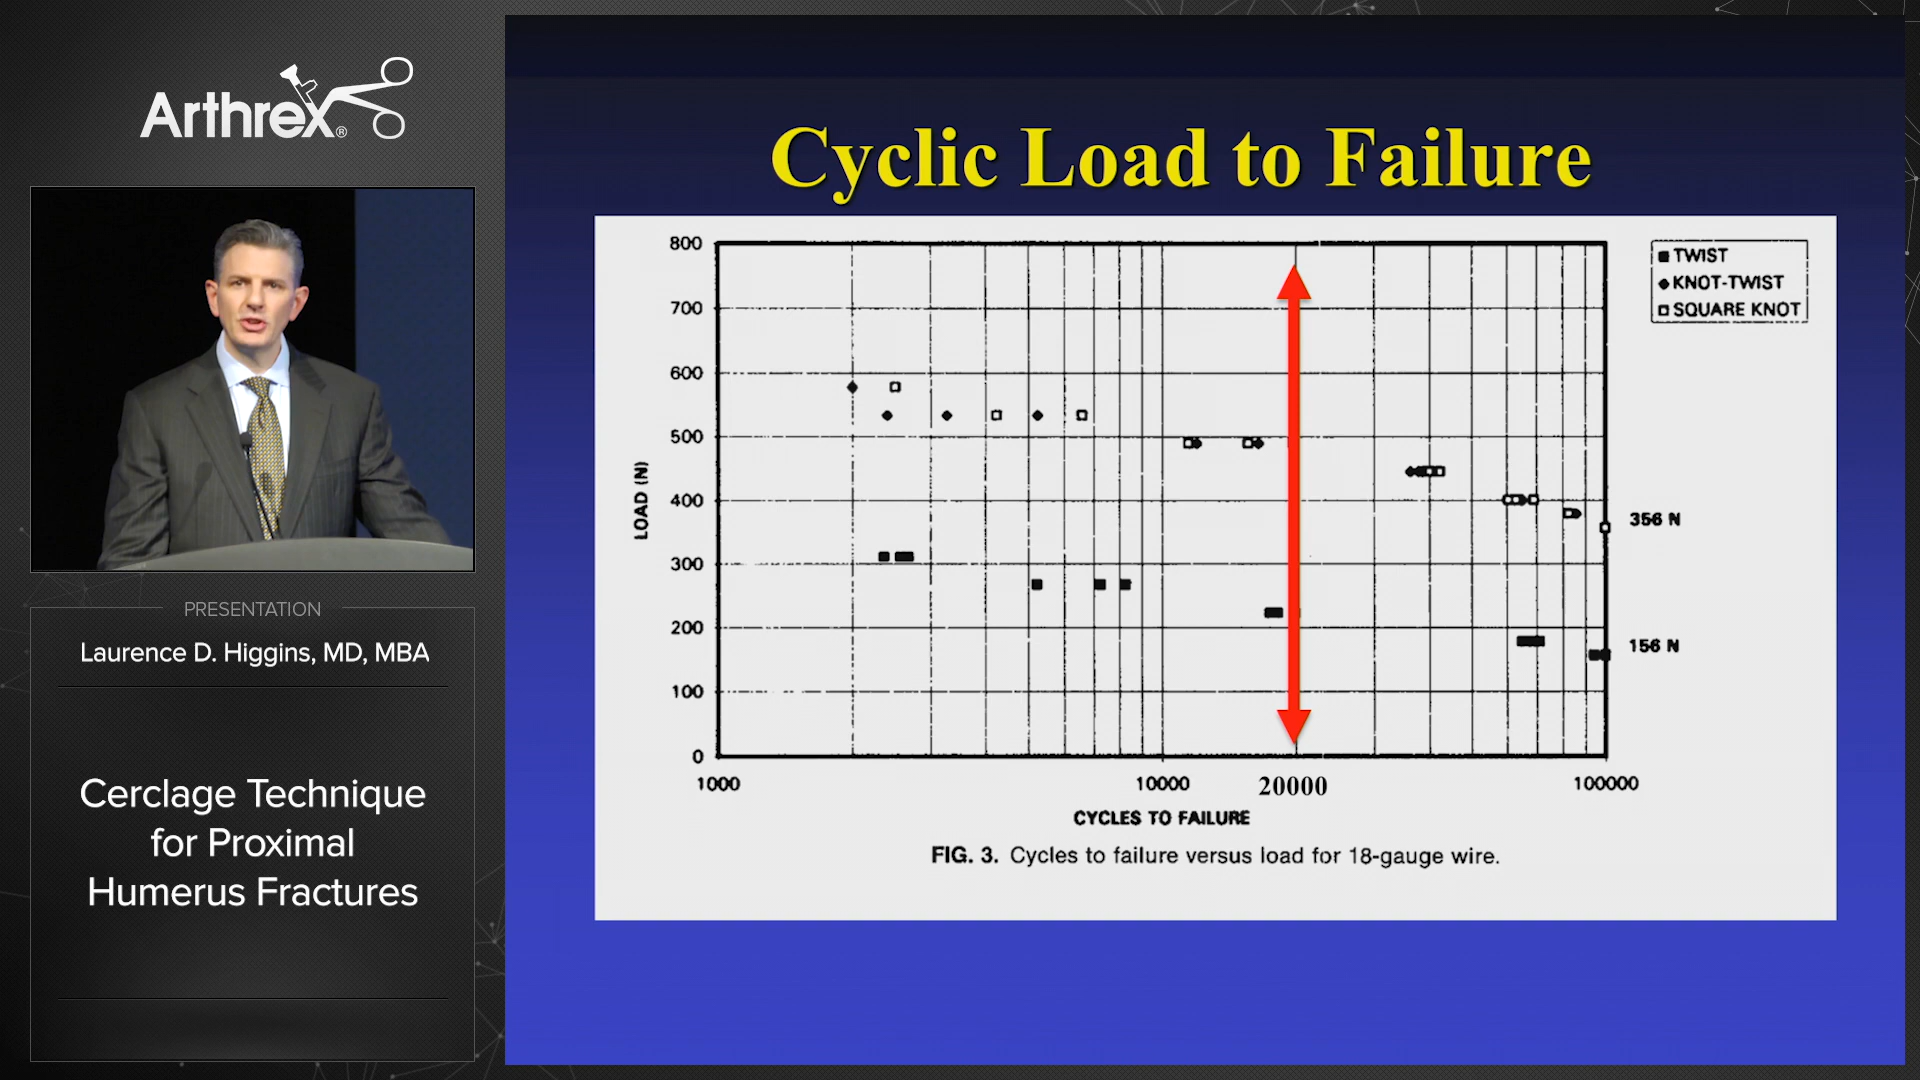 Arthrex®
PRESENTATION
Laurence D. Higgins, MD, MBA
Cerclage Technique
for Proximal
Humerus Fractures
Cyclic Load to Failure
800
700
600
500
400
300
200
100
0
LOAD (N)
1000
10000
20000
100000
CYCLES TO FAILURE
TWIST
KNOT-TWIST
SQUARE KNOT
356 N
156 N
FIG. 3. Cycles to failure versus load for 18-gauge wire.